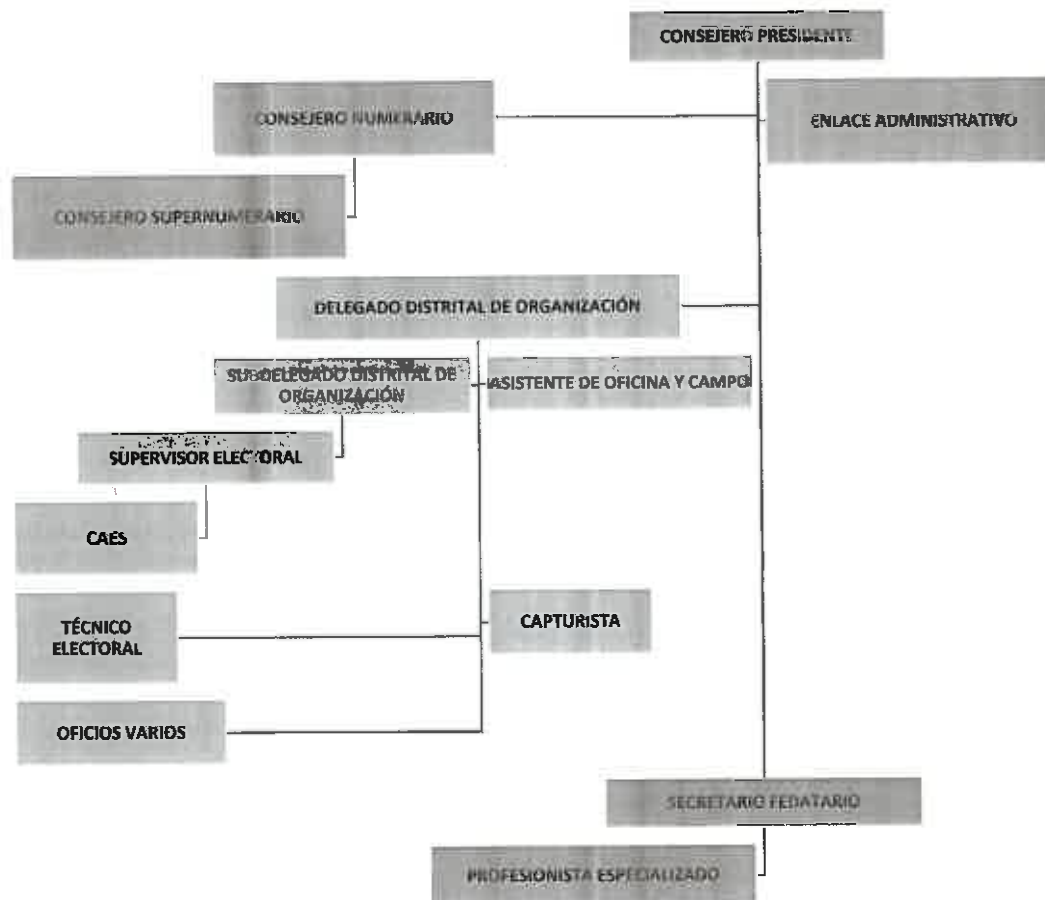 CONSEJERO PRESIDENTE
CONSEJERO NUMERARIO
ENLACE ADMINISTRATIVO
CONSEJERO SUPERNUMERARIO
DELEGADO DISTRITAL DE ORGANIZACIÓN
SUBDELEGADO DISTRITAL DE
ORGANIZACIÓN
ASISTENTE DE OFICINA Y CAMPO
SUPERVISOR ELECTORAL
CAES
TÉCNICO
ELECTORAL
CAPTURISTA
OFICIOS VARIOS
SECRETARIO FEDATARIO
PROFESIONISTA ESPECIALIZADO